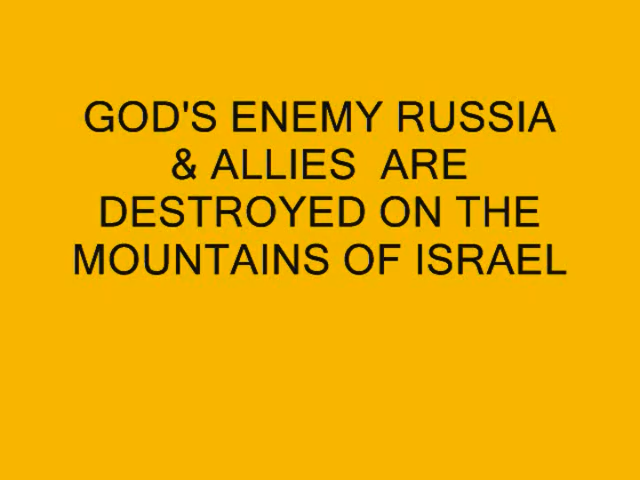 GOD'S ENEMY RUSSIA
& ALLIES  ARE
DESTROYED ON THE
MOUNTAINS OF ISRAEL